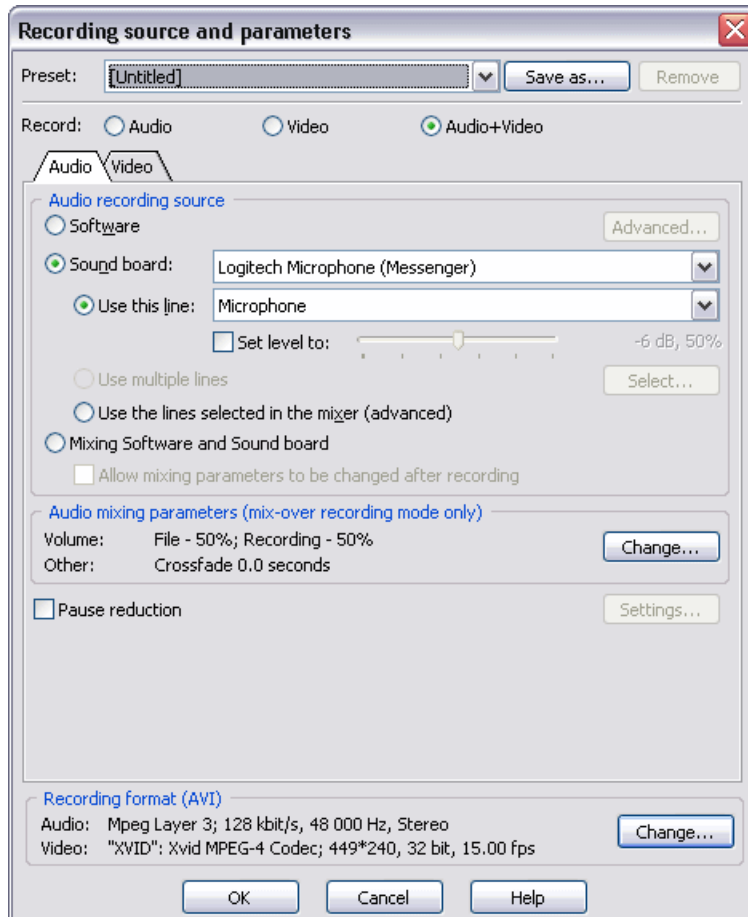 Recording source and parameters
Preset: [Untitled] Save as... Remove
Record: Audio Video Audio+Video
Audio Video
Audio recording source
Software Advanced...
Sound board: Logitech Microphone (Messenger)
Use this line: Microphone
Set level to: -6 dB, 50%
Use multiple lines Select...
Use the lines selected in the mixer (advanced)
Mixing Software and Sound board
Allow mixing parameters to be changed after recording
Audio mixing parameters (mix-over recording mode only)
Volume: File - 50%; Recording - 50%
Change...
Other: Crossfade 0.0 seconds
Pause reduction Settings...
Recording format (AVI)
Audio: Mpeg Layer 3; 128 kbit/s, 48 000 Hz, Stereo
Change...
Video: "XVID": Xvid MPEG-4 Codec; 449*240, 32 bit, 15.00 fps
OK Cancel Help